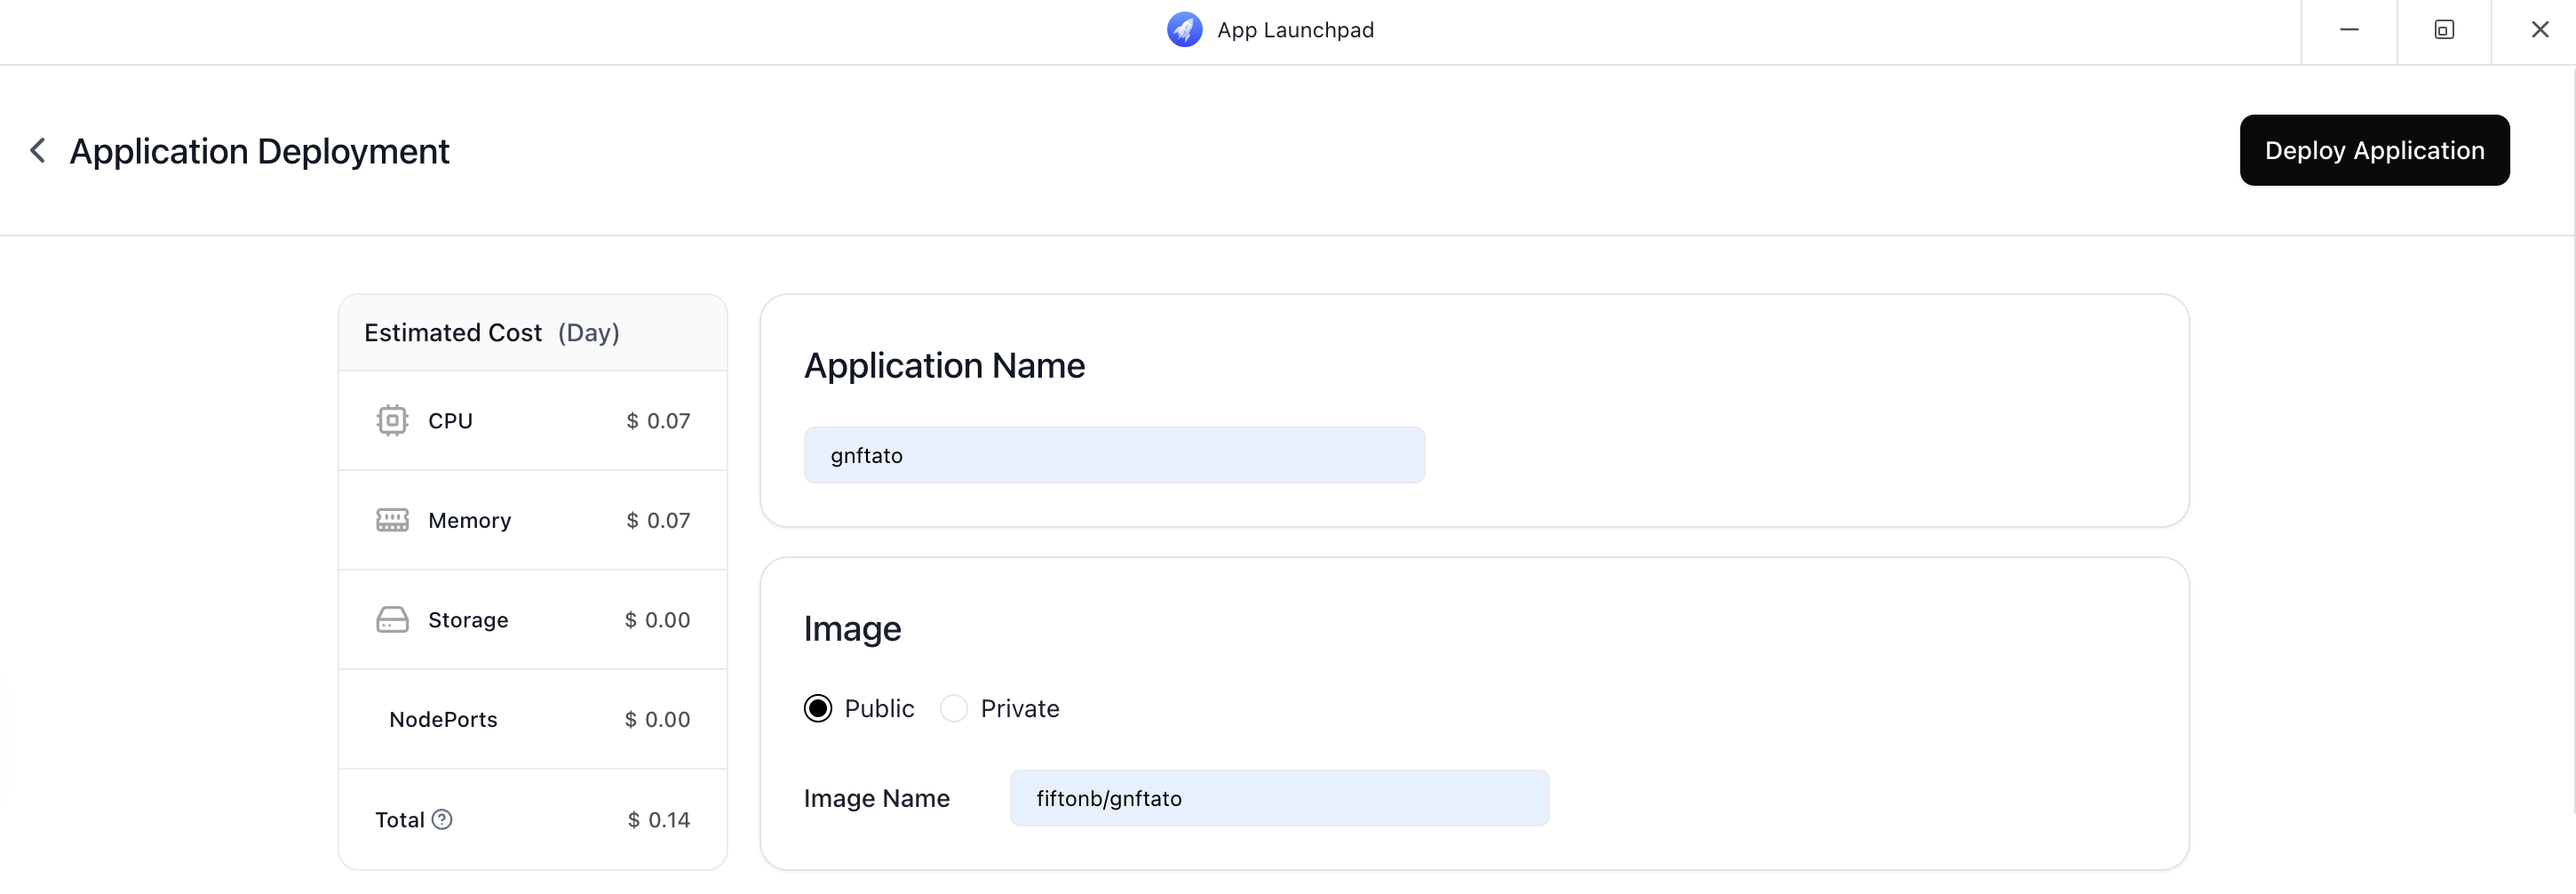 App Launchpad
Application Deployment
Deploy Application
Estimated Cost (Day)
CPU $ 0.07
Memory $ 0.07
Storage $ 0.00
NodePorts $ 0.00
Total $ 0.14
Application Name
gnftato
Image
Public Private
Image Name fiftonb/gnftato